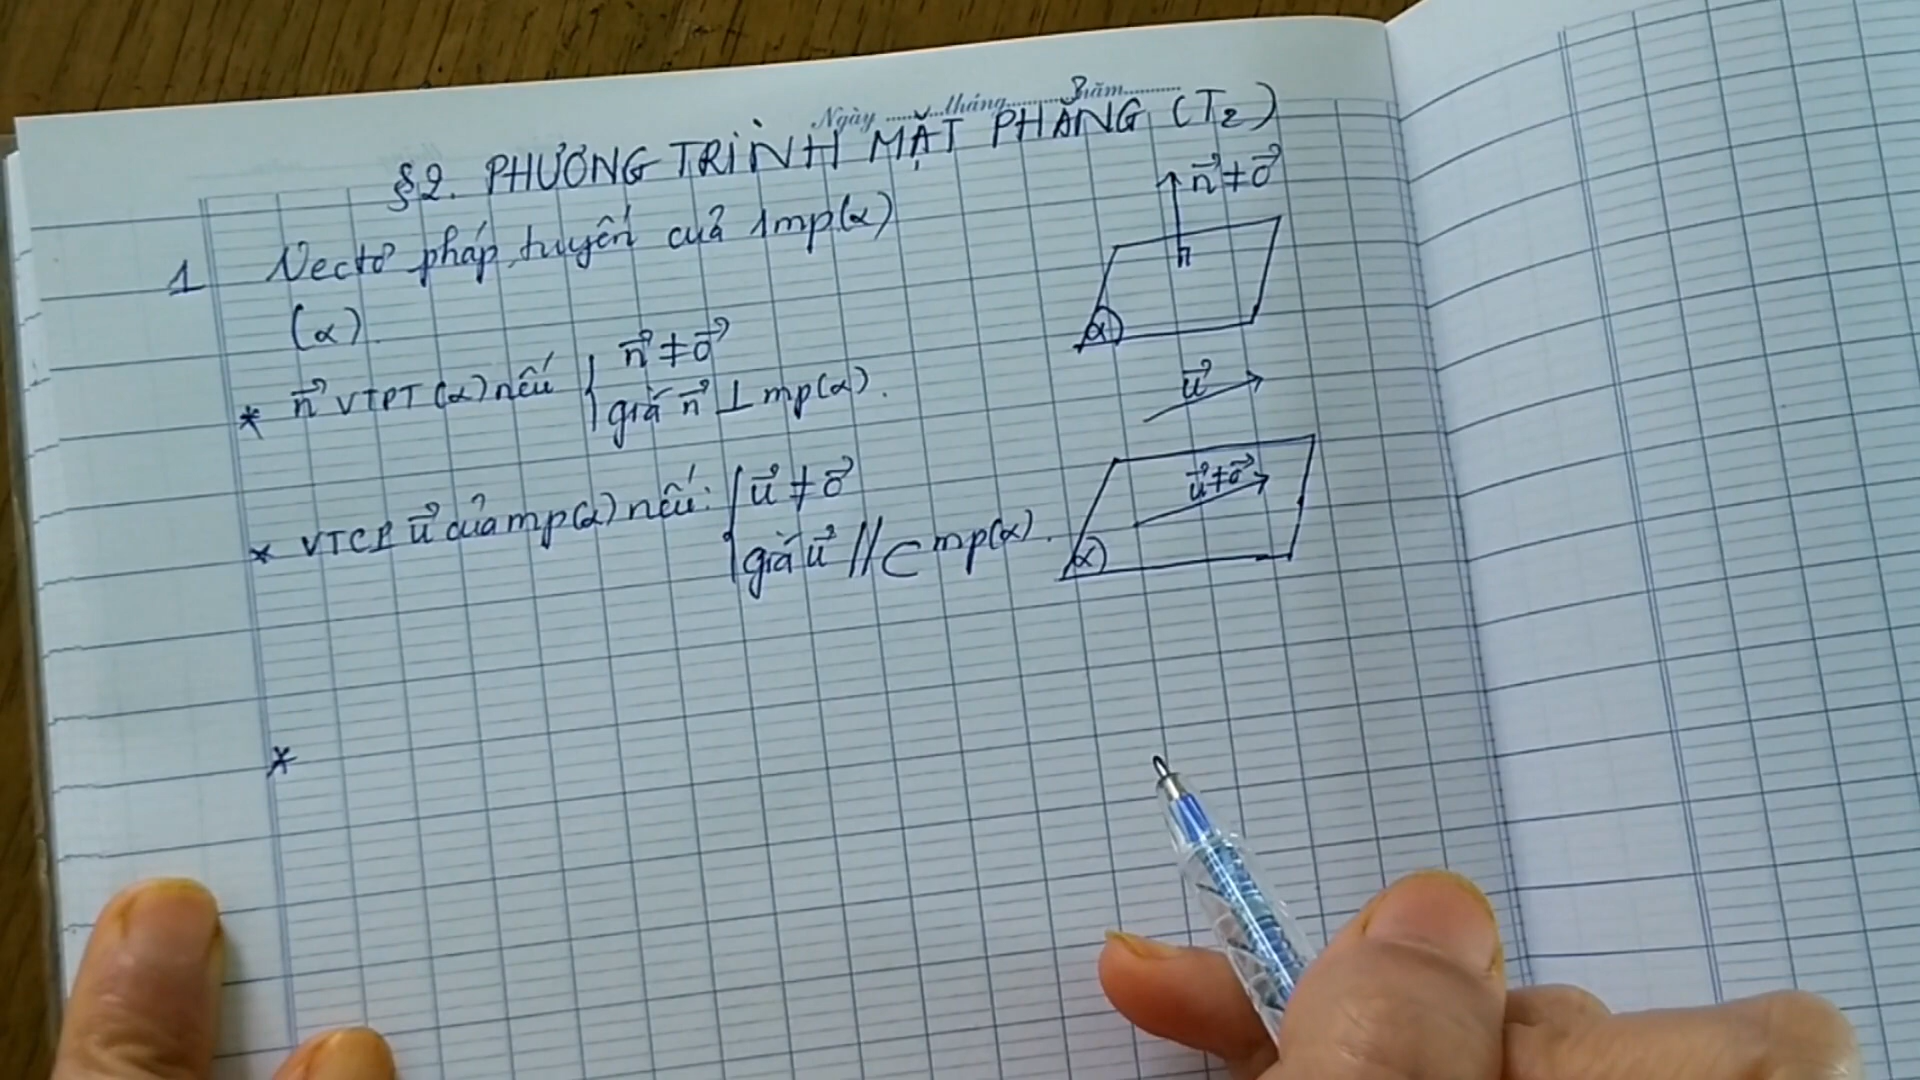 Ngày ........ tháng ........ năm ........
§2. PHƯƠNG TRÌNH MẶT PHẲNG (T2)
1 Vectơ pháp tuyến của 1mp(α)
(α).
n⃗ ≠ 0⃗
α
* n⃗ VTPT (α) nếu { n⃗ ≠ 0⃗
giá n⃗ ⊥ mp(α).
u⃗
* VTCP u⃗ của mp(α) nếu: { u⃗ ≠ 0⃗
giá u⃗ // ⊂ mp(α).
u⃗ ≠ 0⃗
α
*